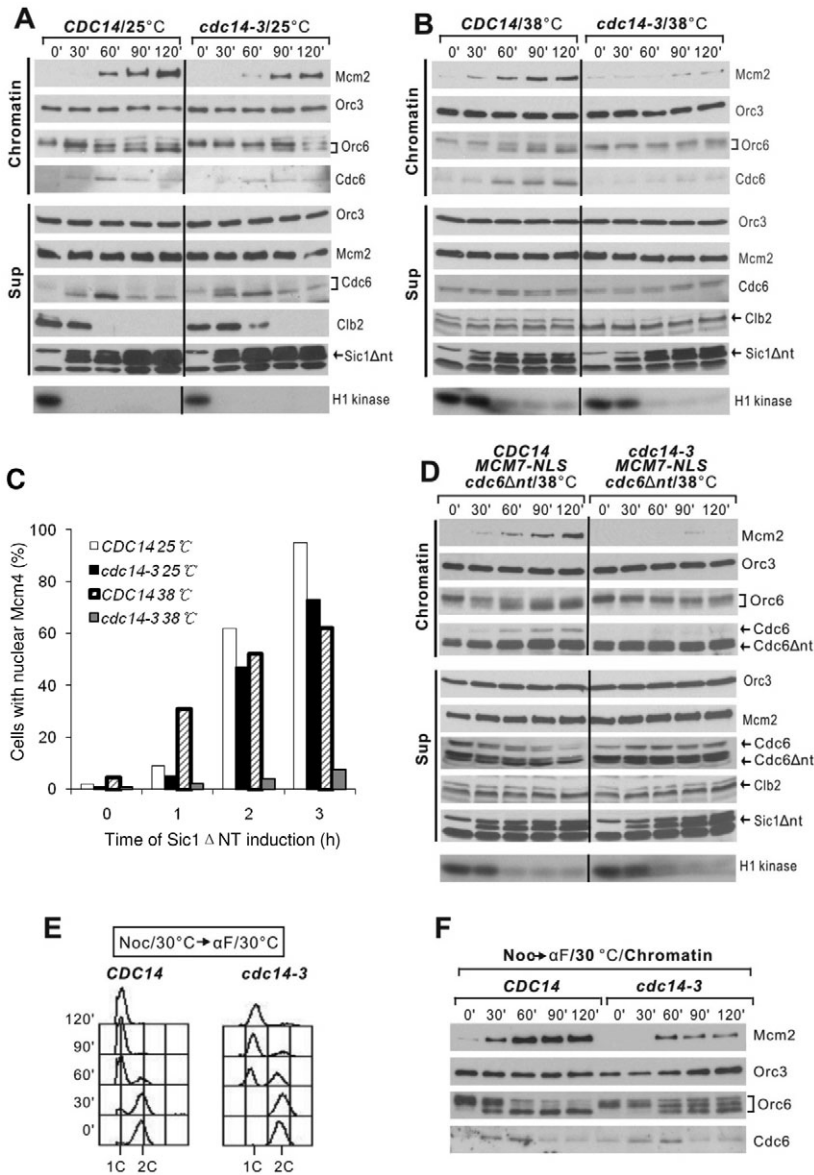 A
CDC14/25°C cdc14-3/25°C
0' 30' 60' 90' 120' 0' 30' 60' 90' 120'
Chromatin
Mcm2
Orc3
Orc6
Cdc6
Sup
Orc3
Mcm2
Cdc6
Clb2
←Sic1Δnt
H1 kinase
B
CDC14/38°C cdc14-3/38°C
0' 30' 60' 90' 120' 0' 30' 60' 90' 120'
Chromatin
Mcm2
Orc3
Orc6
Cdc6
Sup
Orc3
Mcm2
Cdc6
← Clb2
←Sic1Δnt
H1 kinase
C
Cells with nuclear Mcm4 (%)
100
80
60
40
20
0
CDC14 25℃
cdc14-3 25℃
CDC14 38℃
cdc14-3 38℃
0 1 2 3
Time of Sic1 Δ NT induction (h)
D
CDC14 cdc14-3
MCM7-NLS MCM7-NLS
cdc6Δnt/38°C cdc6Δnt/38°C
0' 30' 60' 90' 120' 0' 30' 60' 90' 120'
Chromatin
Mcm2
Orc3
Orc6
← Cdc6
← Cdc6Δnt
Sup
Orc3
Mcm2
← Cdc6
← Cdc6Δnt
← Clb2
← Sic1Δnt
H1 kinase
E
Noc/30°C→αF/30°C
CDC14 cdc14-3
120'
90'
60'
30'
0'
1C 2C 1C 2C
F
Noc→αF/30 °C/Chromatin
CDC14 cdc14-3
0' 30' 60' 90' 120' 0' 30' 60' 90' 120'
Mcm2
Orc3
Orc6
Cdc6